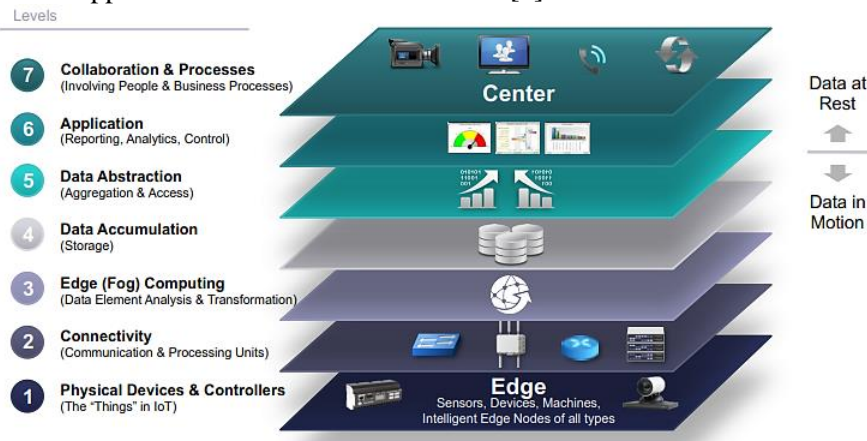 Levels
7
Collaboration & Processes
(Involving People & Business Processes)
6
Application
(Reporting, Analytics, Control)
5
Data Abstraction
(Aggregation & Access)
4
Data Accumulation
(Storage)
3
Edge (Fog) Computing
(Data Element Analysis & Transformation)
2
Connectivity
(Communication & Processing Units)
1
Physical Devices & Controllers
(The “Things” in IoT)
Center
010101
11001
001
Edge
Sensors, Devices, Machines,
Intelligent Edge Nodes of all types
Data at
Rest
Data in
Motion